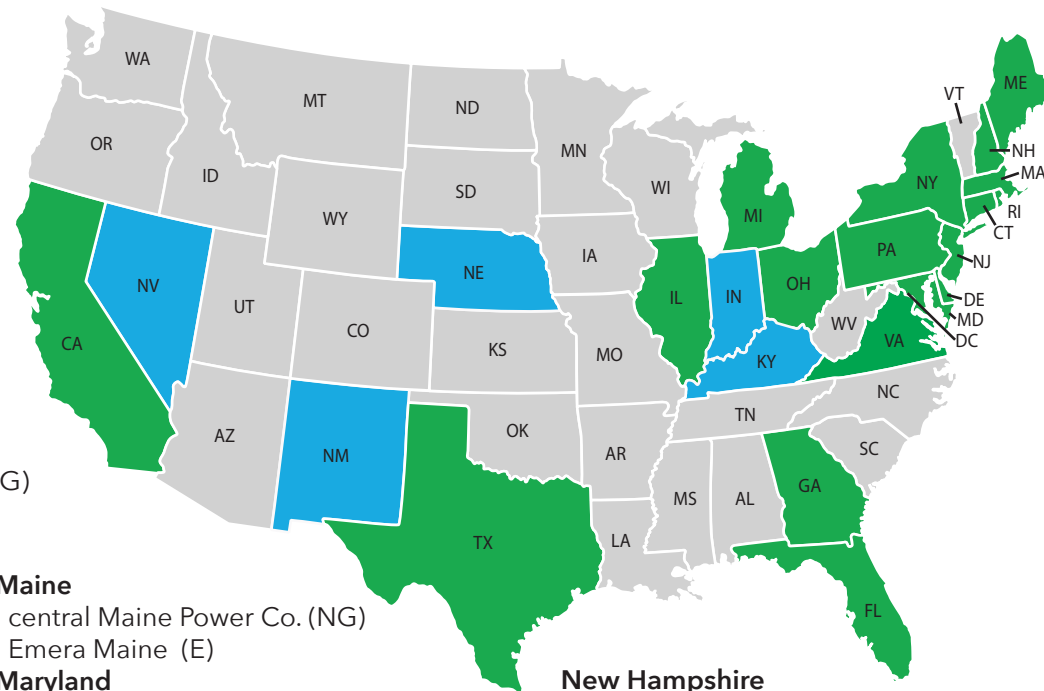 WA
MT
ND
MN
ME
VT
OR
ID
SD
WI
NH
MA
WY
MI
NY
RI
CT
IA
PA
NE
NJ
NV
UT
IL
IN
OH
DE
MD
CO
WV
DC
CA
KS
MO
KY
VA
NC
TN
AZ
NM
OK
AR
SC
G)
GA
MS
AL
TX
LA
Maine
central Maine Power Co. (NG)
Emera Maine (E)
FL
Maryland
New Hampshire